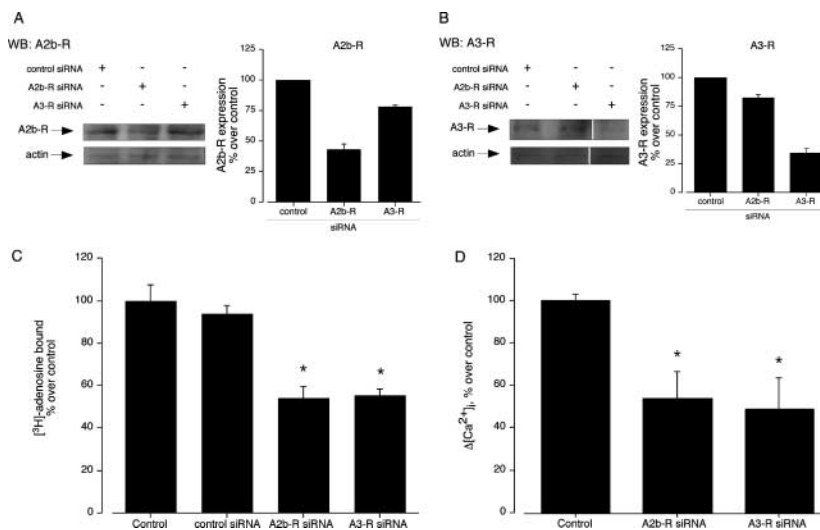 A
WB: A2b-R
control siRNA + - -
A2b-R siRNA - + -
A3-R siRNA - - +
A2b-R
actin
A2b-R
A2b-R expression
% over control
125
100
75
50
25
0
control A2b-R A3-R
siRNA
B
WB: A3-R
control siRNA + - -
A2b-R siRNA - + -
A3-R siRNA - - +
A3-R
actin
A3-R
A3-R expression
% over control
125
100
75
50
25
0
control A2b-R A3-R
siRNA
C
[³H]-adenosine bound
% over control
120
100
80
60
40
20
0
* *
Control control siRNA A2b-R siRNA A3-R siRNA
D
Δ[Ca²⁺]i, % over control
120
100
80
60
40
20
0
* *
Control A2b-R siRNA A3-R siRNA